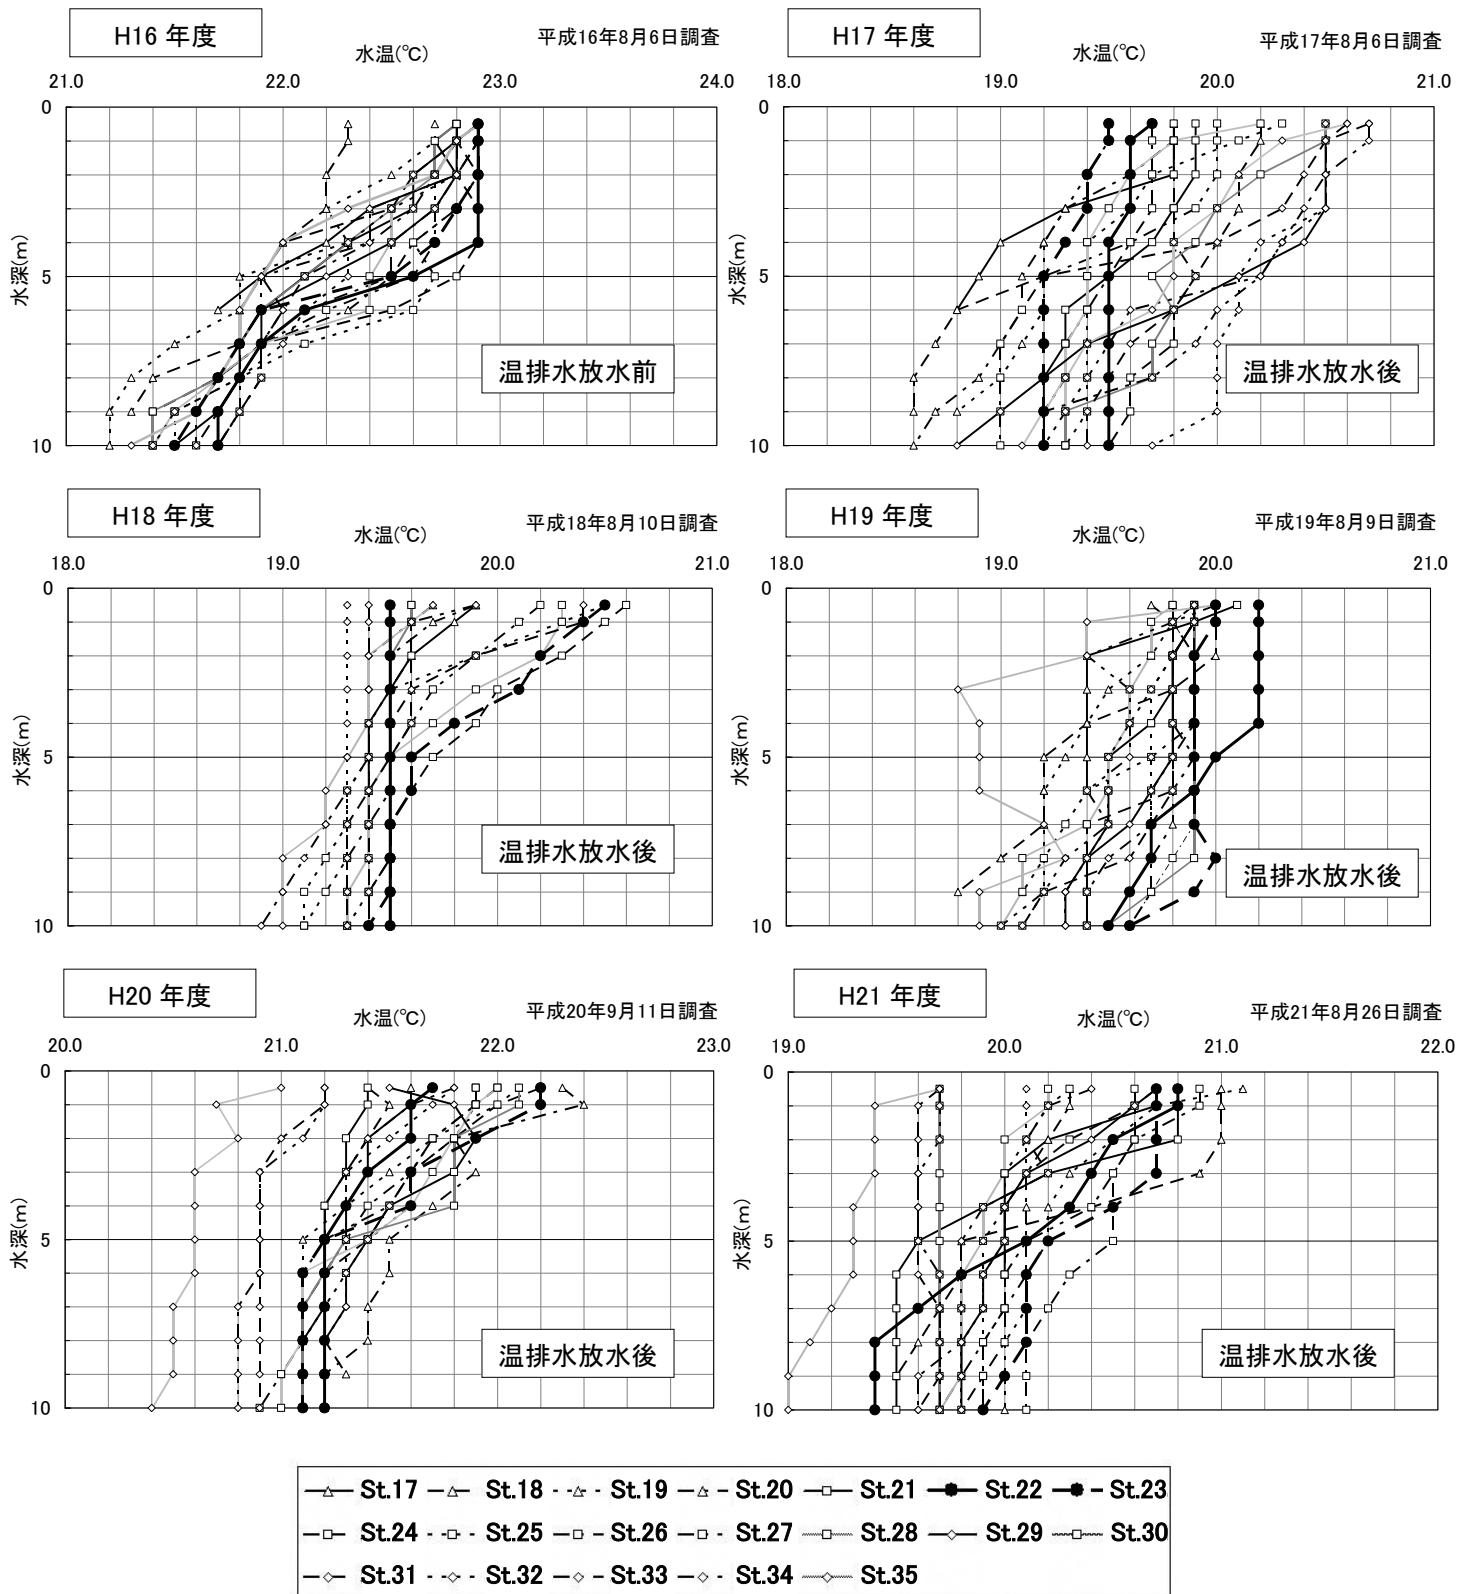 H16 年度
平成16年8月6日調査
水温(℃)
21.0 22.0 23.0 24.0
0
5
10
水深(m)
温排水放水前
H17 年度
平成17年8月6日調査
水温(℃)
18.0 19.0 20.0 21.0
0
5
10
水深(m)
温排水放水後
H18 年度
平成18年8月10日調査
水温(℃)
18.0 19.0 20.0 21.0
0
5
10
水深(m)
温排水放水後
H19 年度
平成19年8月9日調査
水温(℃)
18.0 19.0 20.0 21.0
0
5
10
水深(m)
温排水放水後
H20 年度
平成20年9月11日調査
水温(℃)
20.0 21.0 22.0 23.0
0
5
10
水深(m)
温排水放水後
H21 年度
平成21年8月26日調査
水温(℃)
19.0 20.0 21.0 22.0
0
5
10
水深(m)
温排水放水後
St.17 St.18 St.19 St.20 St.21 St.22 St.23
St.24 St.25 St.26 St.27 St.28 St.29 St.30
St.31 St.32 St.33 St.34 St.35